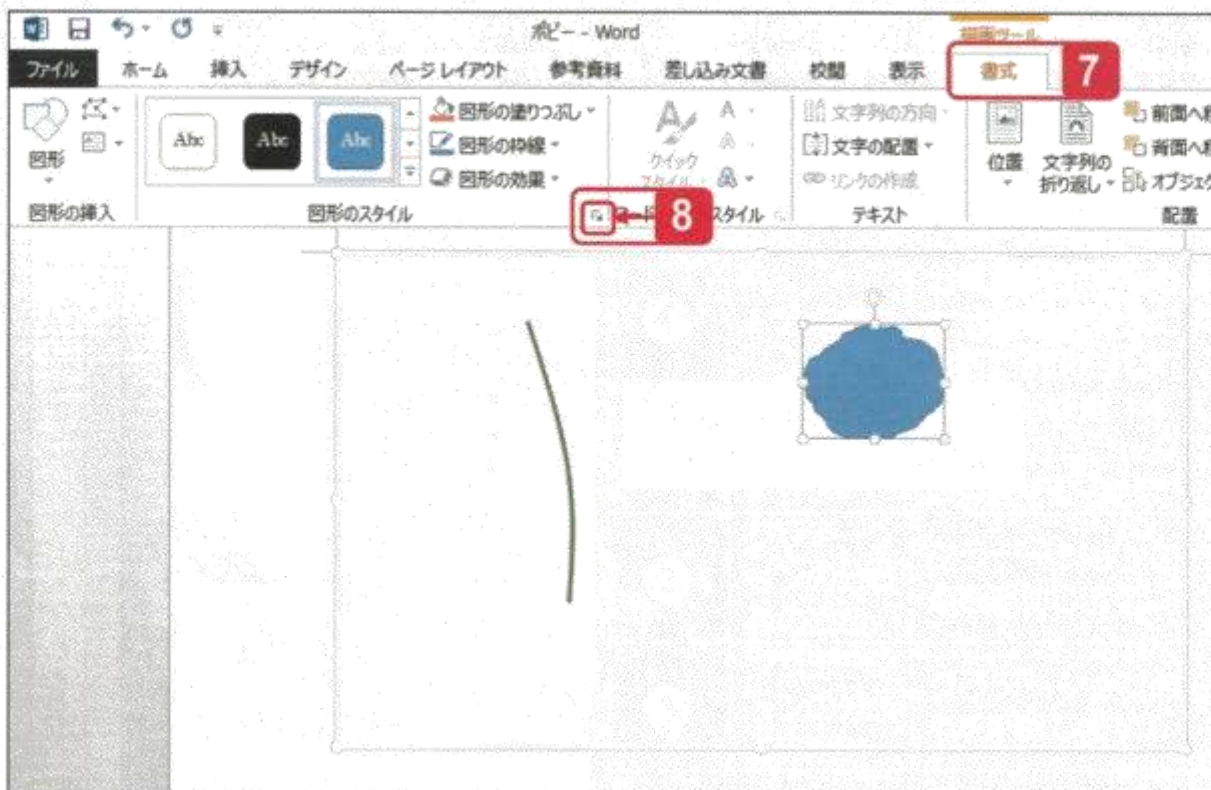 ポピー - Word
描画ツール
ファイル ホーム 挿入 デザイン ページ レイアウト 参考資料 差し込み文書 校閲 表示 書式 7
Abc Abc Abc
図形
図形の塗りつぶし
図形の枠線
図形の効果
クイック
スタイル
文字列の方向
文字の配置
リンクの作成
位置
文字列の
折り返し
前面へ
背面へ
オブジェク
図形の挿入 図形のスタイル 8 ワード スタイル テキスト 配置